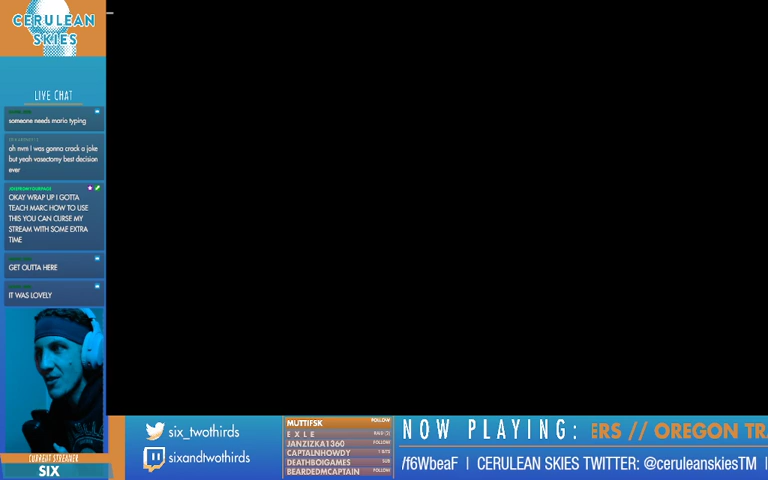 CERULEAN
SKIES
LIVE CHAT
someone needs mario typing
ah nvm I was gonna crack a joke
but yeah vasectomy best decision
ever
OKAY WRAP UP I GOTTA
TEACH MARC HOW TO USE
THIS YOU CAN CURSE MY
STREAM WITH SOME EXTRA
TIME
GET OUTTA HERE
IT WAS LOVELY
CURRENT STREAMER
SIX
six_twothirds
sixandtwothirds
MUTTIFSK FOLLOW
E X L E
JANZIZKA1360 FOLLOW
CAPTAINHOWDY
DEATHBOIGAMES SUB
BEARDEDMCAPTAIN FOLLOW
NOW PLAYING: ERS // OREGON TRA
/f6WbeaF | CERULEAN SKIES TWITTER: @ceruleanskiesTM |